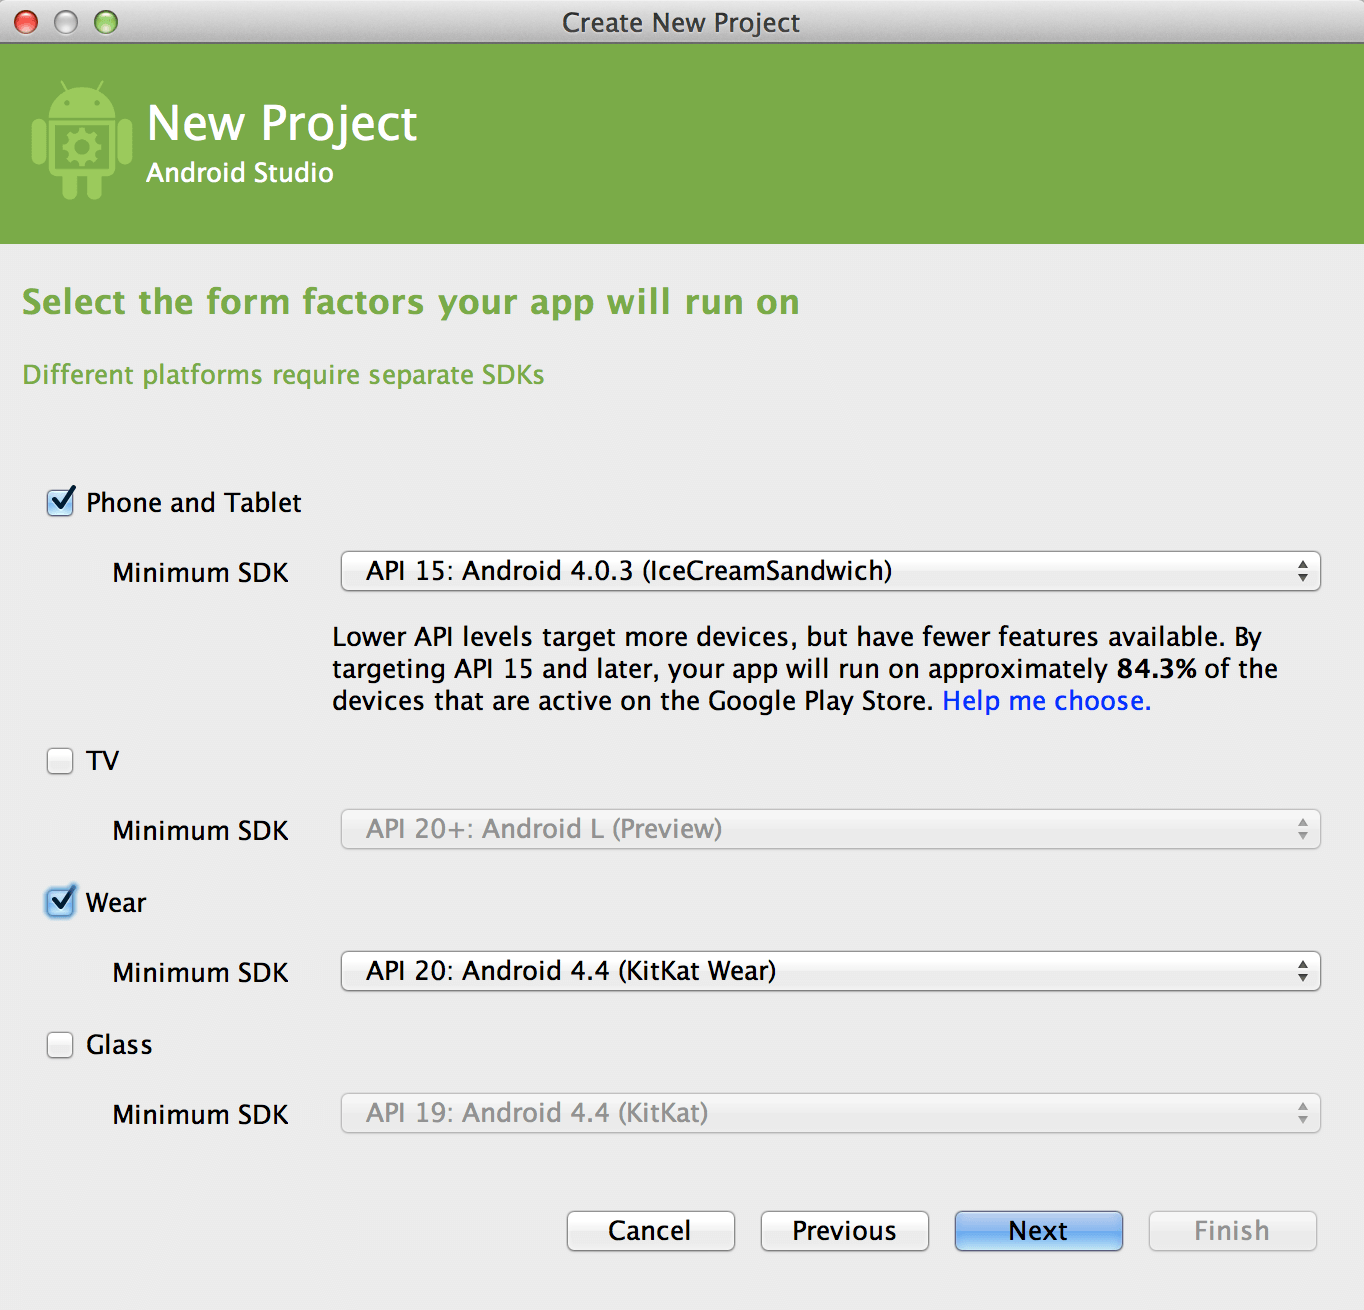 Create New Project
New Project
Android Studio
Select the form factors your app will run on
Different platforms require separate SDKs
Phone and Tablet
Minimum SDK
API 15: Android 4.0.3 (IceCreamSandwich)
Lower API levels target more devices, but have fewer features available. By
targeting API 15 and later, your app will run on approximately 84.3% of the
devices that are active on the Google Play Store. Help me choose.
TV
Minimum SDK
API 20+: Android L (Preview)
Wear
Minimum SDK
API 20: Android 4.4 (KitKat Wear)
Glass
Minimum SDK
API 19: Android 4.4 (KitKat)
Cancel
Previous
Next
Finish